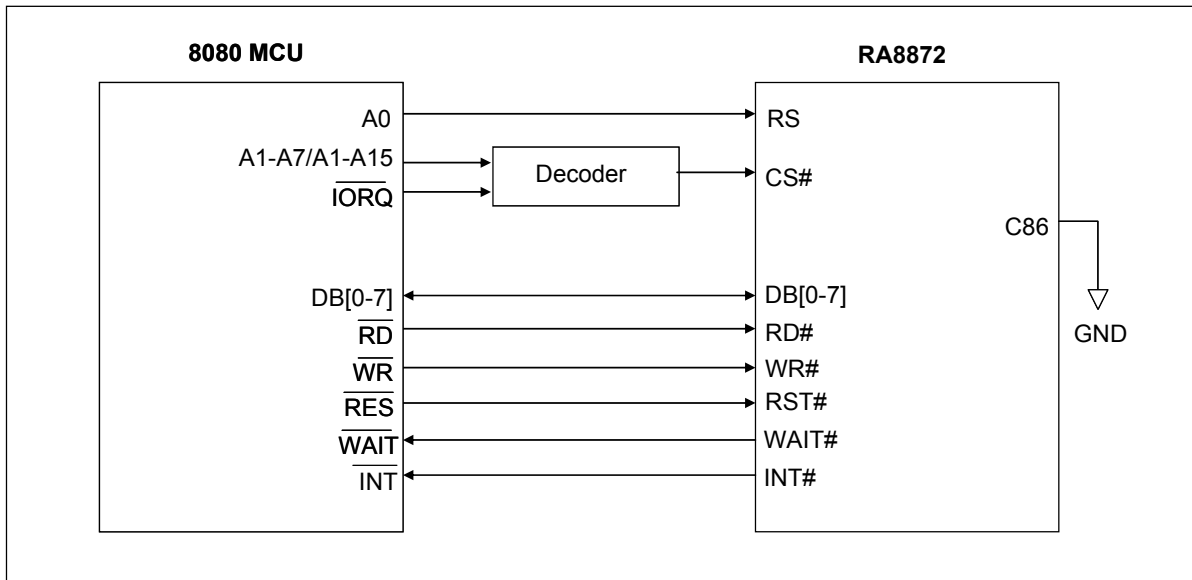 8080 MCU
RA8872
A0
RS
A1-A7/A1-A15
Decoder
CS#
IORQ
C86
DB[0-7]
DB[0-7]
RD
RD#
GND
WR
WR#
RES
RST#
WAIT
WAIT#
INT
INT#